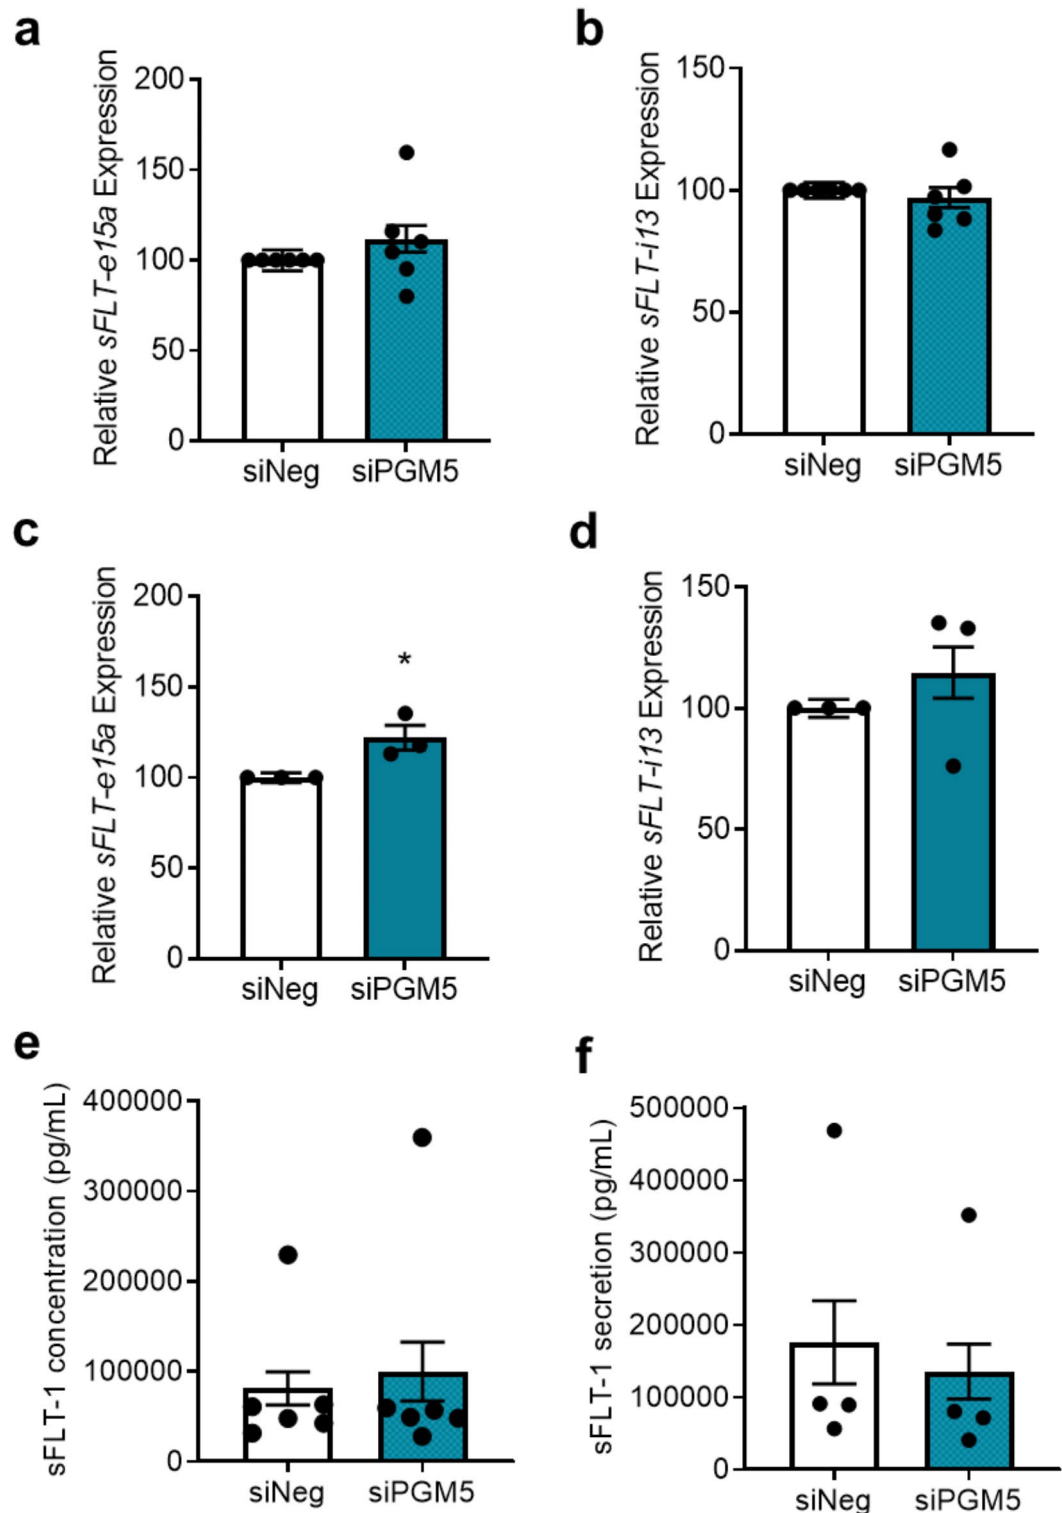 a
Relative sFLT-e15a Expression
200
150
100
50
0
siNeg siPGM5
b
Relative sFLT-i13 Expression
150
100
50
0
siNeg siPGM5
c
Relative sFLT-e15a Expression
200
150
100
50
0
*
siNeg siPGM5
d
Relative sFLT-i13 Expression
150
100
50
0
siNeg siPGM5
e
sFLT-1 concentration (pg/mL)
400000
300000
200000
100000
0
siNeg siPGM5
f
sFLT-1 secretion (pg/mL)
500000
400000
300000
200000
100000
0
siNeg siPGM5